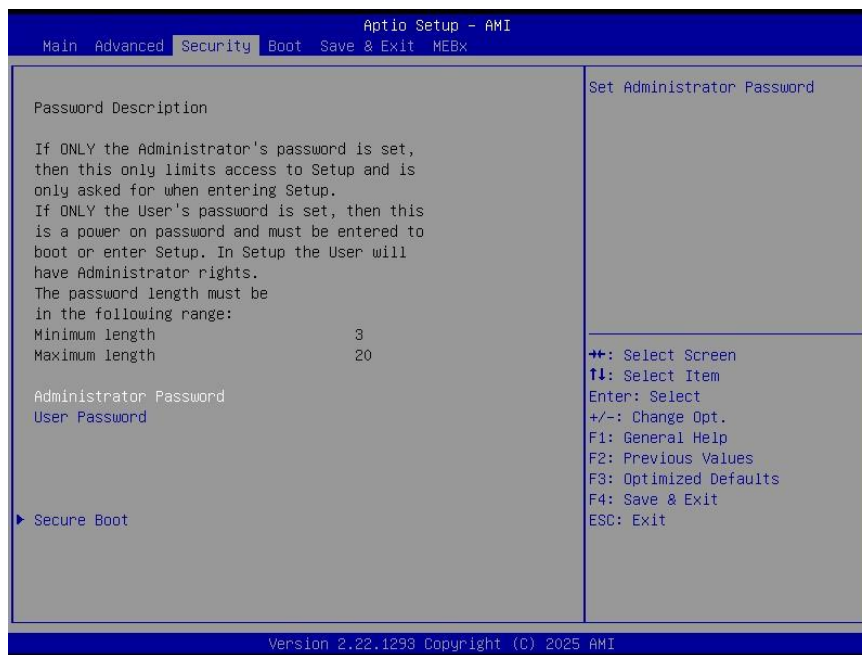 Aptio Setup - AMI
Main Advanced Security Boot Save & Exit MEBx
Password Description
If ONLY the Administrator's password is set,
then this only limits access to Setup and is
only asked for when entering Setup.
If ONLY the User's password is set, then this
is a power on password and must be entered to
boot or enter Setup. In Setup the User will
have Administrator rights.
The password length must be
in the following range:
Minimum length 3
Maximum length 20
Administrator Password
User Password
Secure Boot
Set Administrator Password
→←: Select Screen
↑↓: Select Item
Enter: Select
+/-: Change Opt.
F1: General Help
F2: Previous Values
F3: Optimized Defaults
F4: Save & Exit
ESC: Exit
Version 2.22.1293 Copyright (C) 2025 AMI